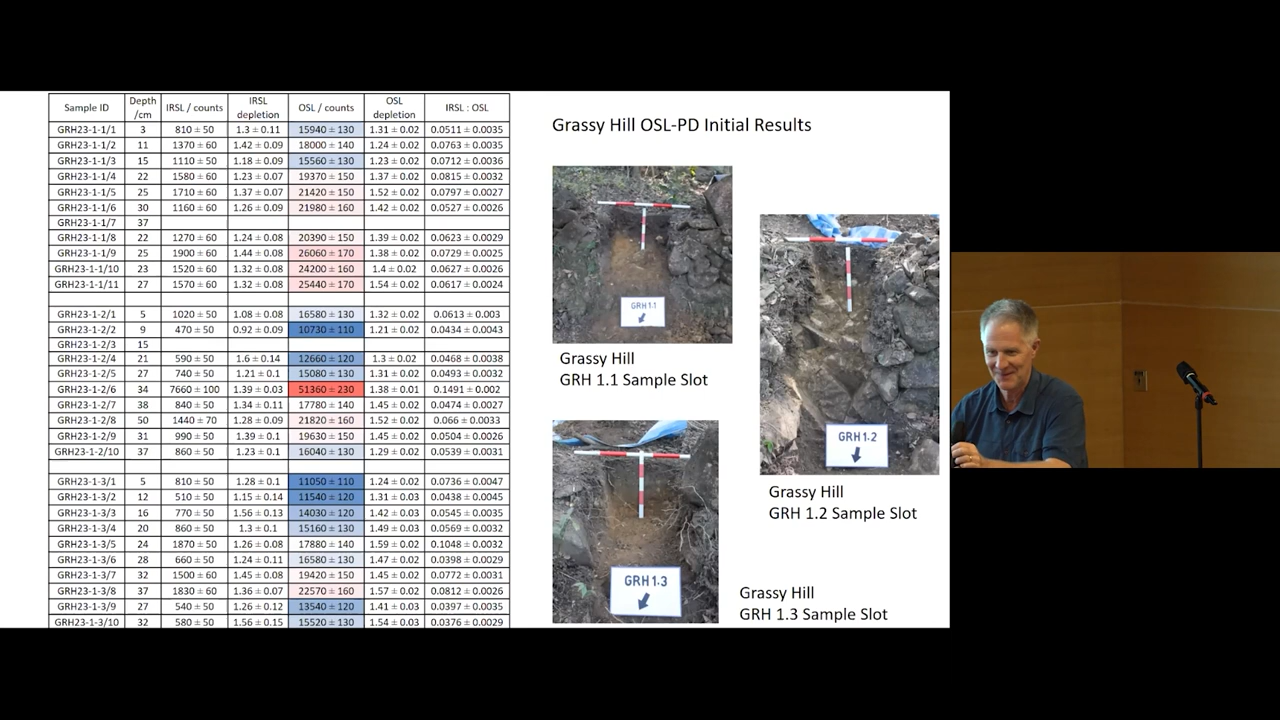 Sample ID Depth /cm IRSL / counts IRSL depletion OSL / counts OSL depletion IRSL : OSL
GRH23-1-1/1 3 810 ± 50 1.3 ± 0.11 15940 ± 130 1.31 ± 0.02 0.0511 ± 0.0035
GRH23-1-1/2 11 1370 ± 60 1.42 ± 0.09 18000 ± 140 1.24 ± 0.02 0.0763 ± 0.0035
GRH23-1-1/3 15 1110 ± 50 1.18 ± 0.09 15560 ± 130 1.23 ± 0.02 0.0712 ± 0.0036
GRH23-1-1/4 22 1580 ± 60 1.23 ± 0.07 19370 ± 150 1.37 ± 0.02 0.0815 ± 0.0032
GRH23-1-1/5 25 1710 ± 60 1.37 ± 0.07 21420 ± 150 1.52 ± 0.02 0.0797 ± 0.0027
GRH23-1-1/6 30 1160 ± 60 1.26 ± 0.09 21980 ± 160 1.42 ± 0.02 0.0527 ± 0.0026
GRH23-1-1/7 37
GRH23-1-1/8 22 1270 ± 60 1.24 ± 0.08 20390 ± 150 1.39 ± 0.02 0.0623 ± 0.0029
GRH23-1-1/9 25 1900 ± 60 1.44 ± 0.08 26060 ± 170 1.38 ± 0.02 0.0729 ± 0.0025
GRH23-1-1/10 23 1520 ± 60 1.32 ± 0.08 24200 ± 160 1.4 ± 0.02 0.0627 ± 0.0026
GRH23-1-1/11 27 1570 ± 60 1.32 ± 0.08 25440 ± 170 1.54 ± 0.02 0.0617 ± 0.0024
GRH23-1-2/1 5 1020 ± 50 1.08 ± 0.08 16580 ± 130 1.32 ± 0.02 0.0613 ± 0.003
GRH23-1-2/2 9 470 ± 50 0.92 ± 0.09 10730 ± 110 1.21 ± 0.02 0.0434 ± 0.0043
GRH23-1-2/3 15
GRH23-1-2/4 21 590 ± 50 1.6 ± 0.14 12660 ± 120 1.3 ± 0.02 0.0468 ± 0.0038
GRH23-1-2/5 27 740 ± 50 1.21 ± 0.1 15080 ± 130 1.31 ± 0.02 0.0493 ± 0.0032
GRH23-1-2/6 34 7660 ± 100 1.39 ± 0.03 51360 ± 230 1.38 ± 0.01 0.1491 ± 0.002
GRH23-1-2/7 38 840 ± 50 1.34 ± 0.11 17780 ± 140 1.45 ± 0.02 0.0474 ± 0.0027
GRH23-1-2/8 50 1440 ± 70 1.28 ± 0.09 21820 ± 160 1.52 ± 0.02 0.066 ± 0.0033
GRH23-1-2/9 31 990 ± 50 1.39 ± 0.1 19630 ± 150 1.45 ± 0.02 0.0504 ± 0.0026
GRH23-1-2/10 37 860 ± 50 1.23 ± 0.1 16040 ± 130 1.29 ± 0.02 0.0539 ± 0.0031
GRH23-1-3/1 5 810 ± 50 1.28 ± 0.1 11050 ± 110 1.24 ± 0.02 0.0736 ± 0.0047
GRH23-1-3/2 12 510 ± 50 1.15 ± 0.14 11540 ± 120 1.31 ± 0.03 0.0438 ± 0.0045
GRH23-1-3/3 16 770 ± 50 1.56 ± 0.13 14030 ± 120 1.42 ± 0.03 0.0545 ± 0.0035
GRH23-1-3/4 20 860 ± 50 1.3 ± 0.1 15160 ± 130 1.49 ± 0.03 0.0569 ± 0.0032
GRH23-1-3/5 24 1870 ± 50 1.26 ± 0.08 17880 ± 140 1.59 ± 0.02 0.1048 ± 0.0032
GRH23-1-3/6 28 660 ± 50 1.24 ± 0.11 16580 ± 130 1.47 ± 0.02 0.0398 ± 0.0029
GRH23-1-3/7 32 1500 ± 60 1.45 ± 0.08 19420 ± 150 1.45 ± 0.02 0.0772 ± 0.0031
GRH23-1-3/8 37 1830 ± 60 1.36 ± 0.07 22570 ± 160 1.57 ± 0.02 0.0812 ± 0.0026
GRH23-1-3/9 27 540 ± 50 1.26 ± 0.12 13540 ± 120 1.41 ± 0.03 0.0397 ± 0.0035
GRH23-1-3/10 32 580 ± 50 1.56 ± 0.15 15520 ± 130 1.54 ± 0.03 0.0376 ± 0.0029
Grassy Hill OSL-PD Initial Results
GRH 1.1
Grassy Hill
GRH 1.1 Sample Slot
GRH 1.2
Grassy Hill
GRH 1.2 Sample Slot
GRH 1.3
Grassy Hill
GRH 1.3 Sample Slot